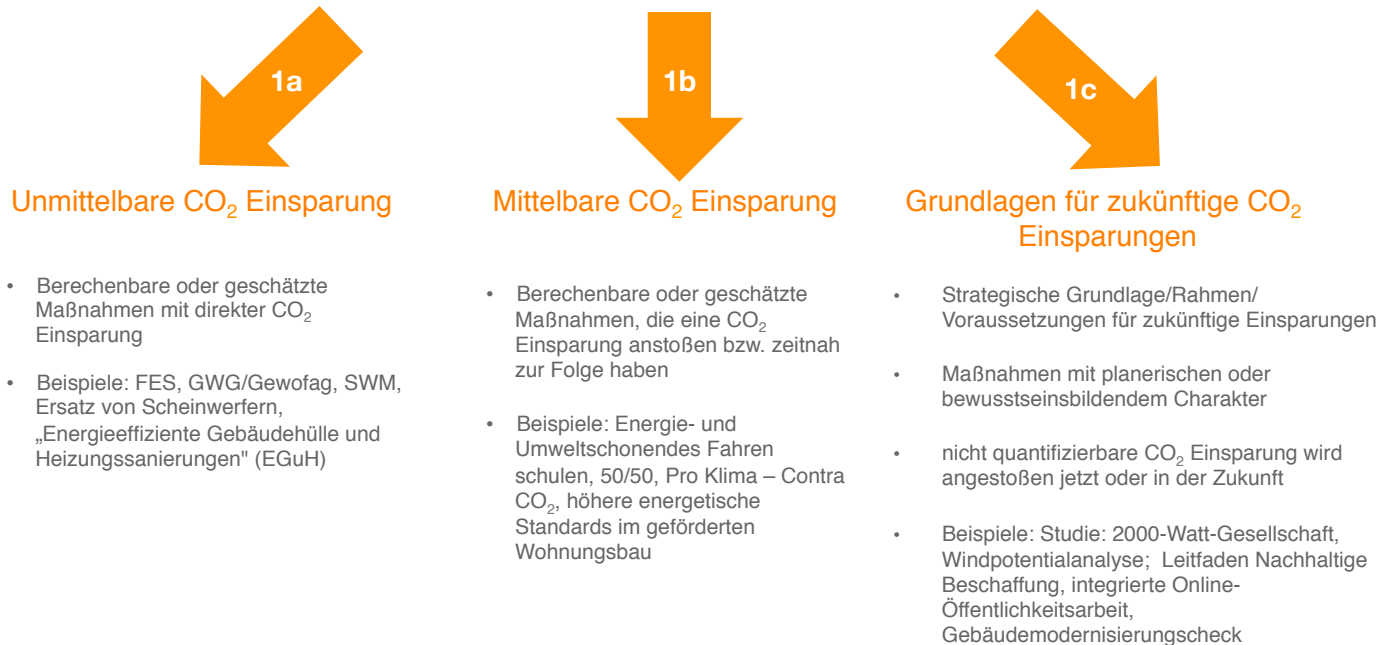 1a
1b
1c
Unmittelbare CO₂ Einsparung
• Berechenbare oder geschätzte
Maßnahmen mit direkter CO₂
Einsparung
• Beispiele: FES, GWG/Gewofag, SWM,
Ersatz von Scheinwerfern,
„Energieeffiziente Gebäudehülle und
Heizungssanierungen" (EGuH)
Mittelbare CO₂ Einsparung
• Berechenbare oder geschätzte
Maßnahmen, die eine CO₂
Einsparung anstoßen bzw. zeitnah
zur Folge haben
• Beispiele: Energie- und
Umweltschonendes Fahren
schulen, 50/50, Pro Klima – Contra
CO₂, höhere energetische
Standards im geförderten
Wohnungsbau
Grundlagen für zukünftige CO₂
Einsparungen
• Strategische Grundlage/Rahmen/
Voraussetzungen für zukünftige Einsparungen
• Maßnahmen mit planerischen oder
bewusstseinsbildendem Charakter
• nicht quantifizierbare CO₂ Einsparung wird
angestoßen jetzt oder in der Zukunft
• Beispiele: Studie: 2000-Watt-Gesellschaft,
Windpotentialanalyse; Leitfaden Nachhaltige
Beschaffung, integrierte Online-
Öffentlichkeitsarbeit,
Gebäudemodernisierungscheck